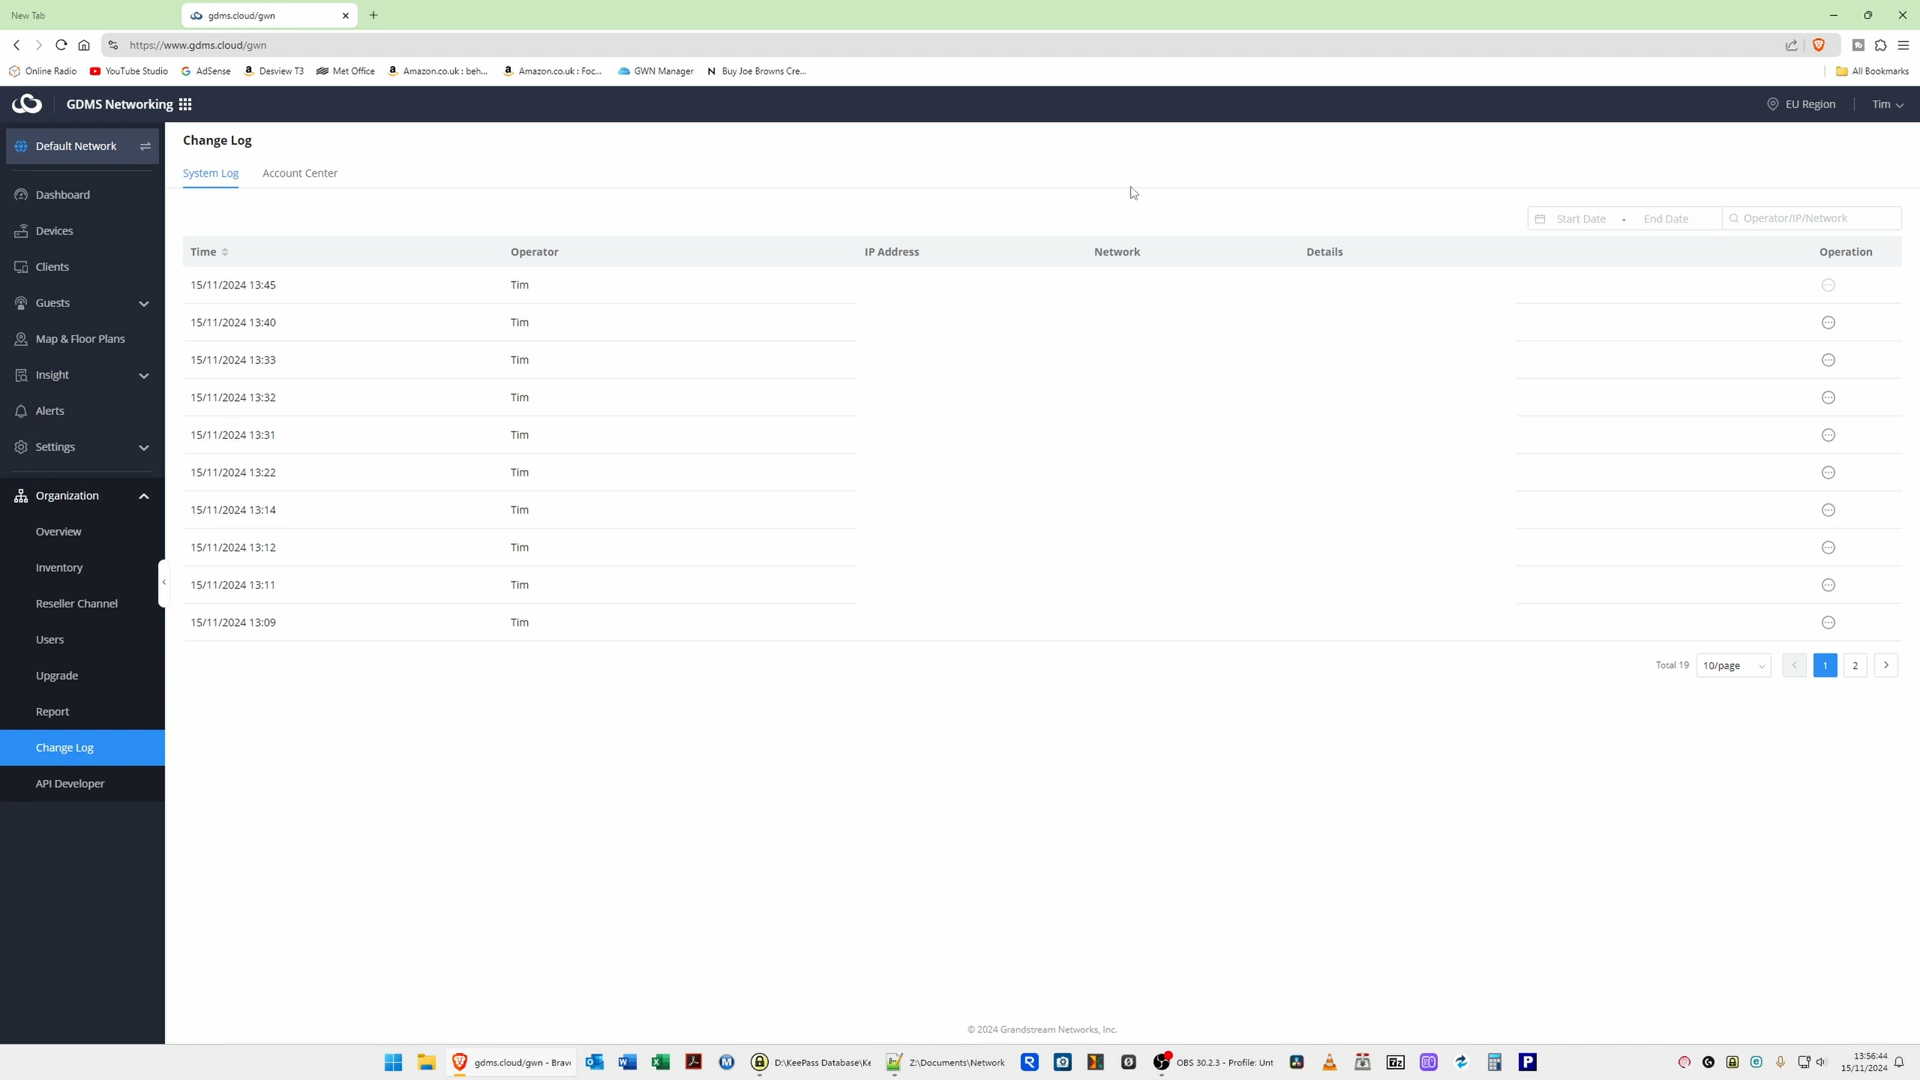 New Tab
gdms.cloud/gwn
https://www.gdms.cloud/gwn
Online Radio
YouTube Studio
AdSense
Desview T3
Met Office
Amazon.co.uk : beh...
Amazon.co.uk : Foc...
GWN Manager
Buy Joe Browns Cre...
All Bookmarks
GDMS Networking
EU Region
Tim
Default Network
Dashboard
Devices
Clients
Guests
Map & Floor Plans
Insight
Alerts
Settings
Organization
Overview
Inventory
Reseller Channel
Users
Upgrade
Report
Change Log
API Developer
Change Log
System Log Account Center
Start Date - End Date Operator/IP/Network
Time Operator IP Address Network Details Operation
15/11/2024 13:45 Tim
15/11/2024 13:40 Tim
15/11/2024 13:33 Tim
15/11/2024 13:32 Tim
15/11/2024 13:31 Tim
15/11/2024 13:22 Tim
15/11/2024 13:14 Tim
15/11/2024 13:12 Tim
15/11/2024 13:11 Tim
15/11/2024 13:09 Tim
Total 19 10/page 1 2
© 2024 Grandstream Networks, Inc.
gdms.cloud/gwn - Brav
D:\KeePass Database\Ke
Z:\Documents\Network
OBS 30.2.3 - Profile: Unt
13:56:44
15/11/2024